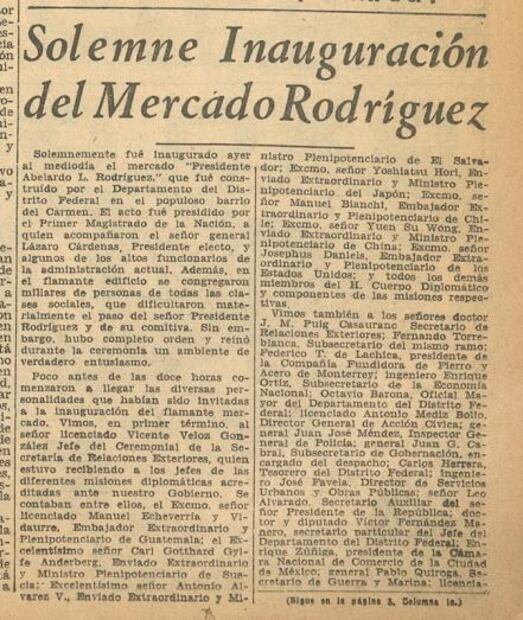 Solemne Inauguración
del Mercado Rodríguez
Solemnemente fué inaugurado ayer
al mediodía el mercado "Presidente
Abelardo L. Rodríguez," que fué cons-
truído por el Departamento del Dis-
trito Federal en el populoso barrio
del Carmen. El acto fué presidido por
el Primer Magistrado de la Nación, a
quien acompañaron el señor general
Lázaro Cárdenas, Presidente electo, y
algunos de los altos funcionarios de
la administración actual. Además, en
el flamante edificio se congregaron
millares de personas de todas las cla-
ses sociales, que dificultaron mate-
rialmente el paso del señor Presidente
Rodríguez y de su comitiva. Sin em-
bargo, hubo completo orden y reinó
durante la ceremonia un ambiente de
verdadero entusiasmo.
Poco antes de las doce horas co-
menzaron a llegar las diversas per-
sonalidades que habían sido invitadas
a la inauguración del flamante mer-
cado. Vimos, en primer término, al
señor licenciado Vicente Veloz Gon-
zález Jefe del Ceremonial de la Se-
cretaría de Relaciones Exteriores, quien
estuvo recibiendo a los jefes de las
diferentes misiones diplomáticas acre-
ditadas ante nuestro Gobierno. Se
contaban entre ellos, el Excmo. señor
licenciado Manuel Echeverría y Vi-
daurre, Embajador Extraordinario y
Plenipotenciario de Guatemala; el Ex-
celentísimo señor Carl Gotthard Gyl-
fe Anderberg, Enviado Extraordinario
y Ministro Plenipotenciario de Sue-
cia; Excelentísimo señor Antonio Al-
varez V., Enviado Extraordinario y Mi-
nistro Plenipotenciario de El Salva-
dor; Excmo. señor Yoshiatsu Hori, En-
viado Extraordinario y Ministro Ple-
nipotenciario del Japón; Excmo, se-
ñor Manuel Bianchi, Embajador Ex-
traordinario y Plenipotenciario de Chi-
le; Excmo. señor Yuen Su Wong, En-
viado Extraordinario y Ministro Ple-
nipotenciario de China; Excmo. señor
Josephus Daniels, Embajador Extra-
ordinario y Plenipotenciario de los
Estados Unidos; y todos los demás
miembros del H. Cuerpo Diplomático
y componentes de las misiones respec-
tivas.
Vimos también a los señores doctor
J. M. Puig Casauranc Secretario de
Relaciones Exteriores; Fernando Torre-
blanca, Subsecretario del mismo ramo;
Federico T. de Lachica, presidente de
la Compañía Fundidora de Fierro y
Acero de Monterrey; ingeniero Enrique
Ortiz, Subsecretario de la Economía
Nacional; Octavio Barona, Oficial Ma-
yor del Departamento del Distrito Fe-
deral; licenciado Antonio Mediz Bolio,
Director General de Acción Cívica; ge-
neral Juan José Méndez, Inspector Ge-
neral de Policía; general Juan G. Ca-
bral, Subsecretario de Gobernación, en-
cargado del despacho; Carlos Herrera,
Tesorero del Distrito Federal; Ingenie-
ro José Favela, Director de Servicios
Urbanos y Obras Públicas; señor Leo
Alvarado, Secretario Auxiliar del se-
ñor Presidente de la República; doc-
tor y diputado Víctor Fernández Ma-
nero, secretario particular del Jefe del
Departamento del Distrito Federal; En-
rique Zúñiga, presidente de la Cáma-
ra Nacional de Comercio de la Ciudad
de México; general Pablo Quiroga, Se-
cretario de Guerra y Marina; licencia-
(Sigue en la página 3, Columna 1a.)